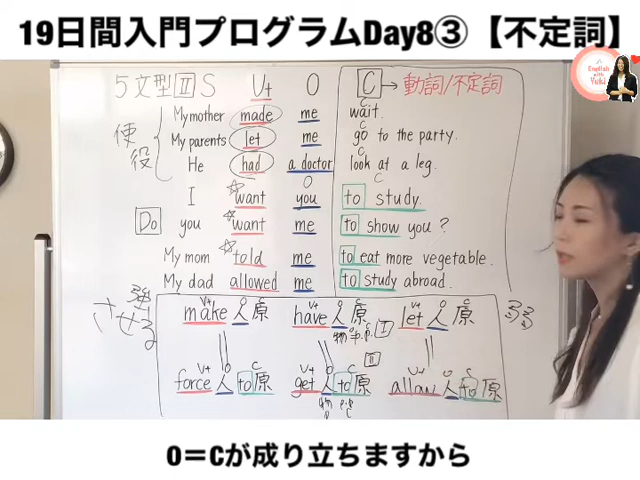 19日間入門プログラムDay8③【不定詞】
English with Yuki
5文型 Ⅱ S V+ O C → 動詞/不定詞
使役
My mother made me wait.
My parents let me go to the party.
He had a doctor look at a leg.
I want you to study.
Do you want me to show you?
My mom told me to eat more vegetable.
My dad allowed me to study abroad.
強 させる
make 人 原 have 人 原 let 人 原
物 p.p. Ⅰ
Ⅱ
force 人 to 原 get 人 to 原 allow 人 to 原
物 p.p.
O＝Cが成り立ちますから